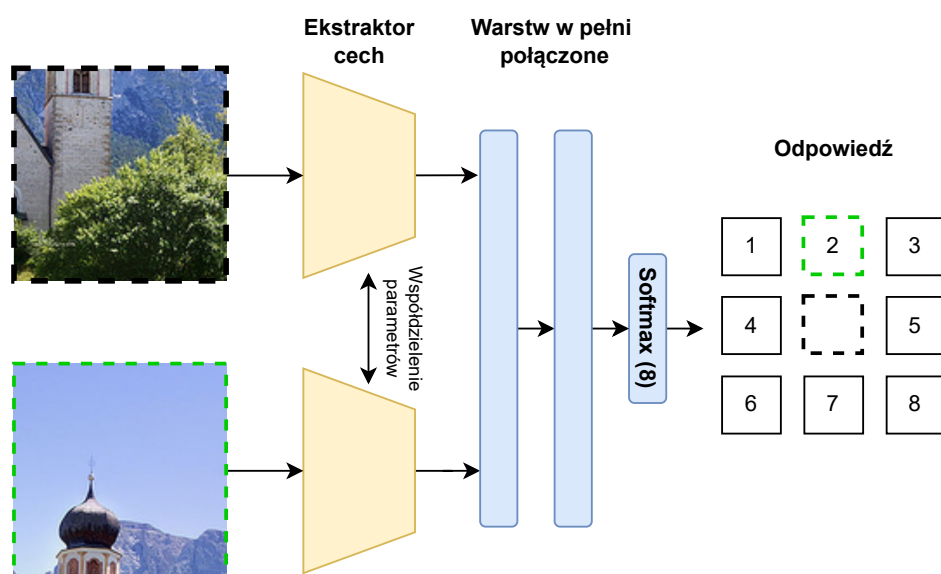 Ekstraktor
cech
Warstw w pełni
połączone
Odpowiedź
Współdzielenie
parametrów
Softmax (8)
1
2
3
4
5
6
7
8